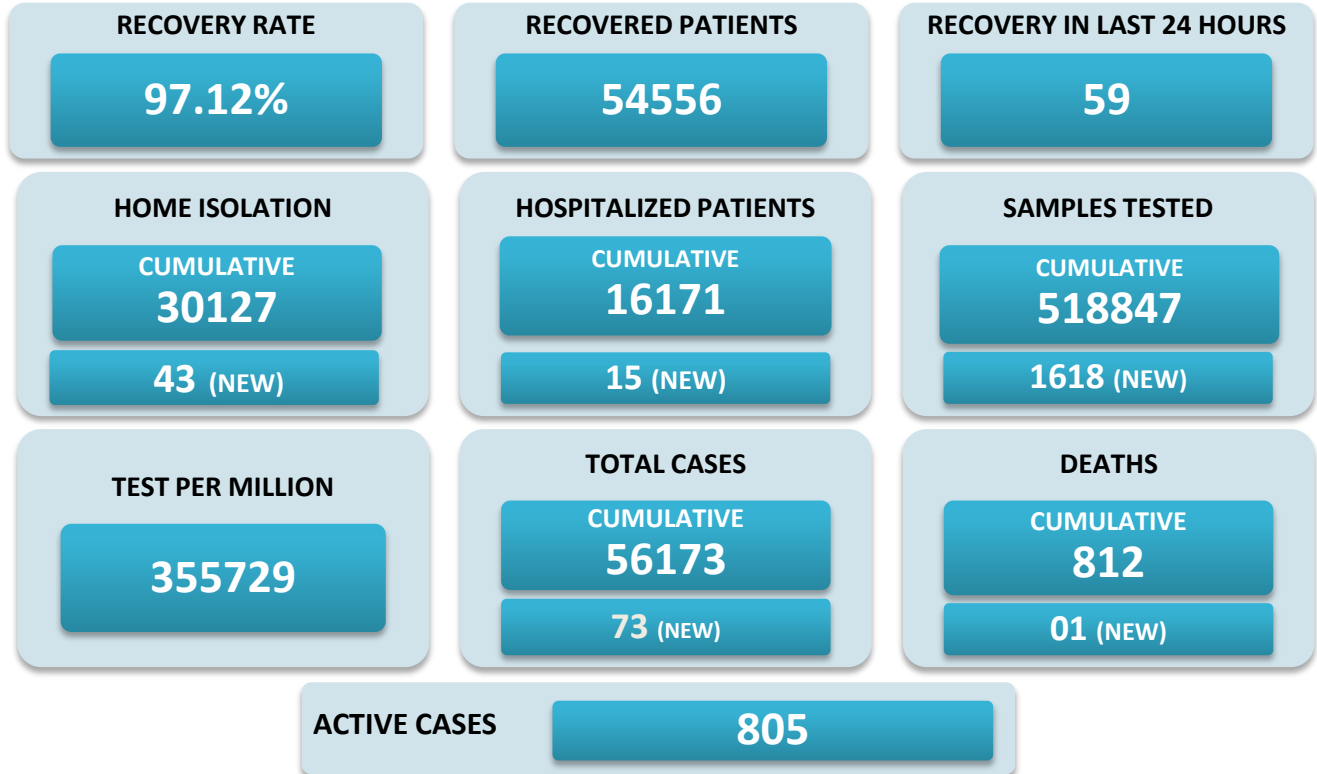 RECOVERY RATE
97.12%
RECOVERED PATIENTS
54556
RECOVERY IN LAST 24 HOURS
59
HOME ISOLATION
CUMULATIVE
30127
43 (NEW)
HOSPITALIZED PATIENTS
CUMULATIVE
16171
15 (NEW)
SAMPLES TESTED
CUMULATIVE
518847
1618 (NEW)
TEST PER MILLION
355729
TOTAL CASES
CUMULATIVE
56173
73 (NEW)
DEATHS
CUMULATIVE
812
01 (NEW)
ACTIVE CASES
805